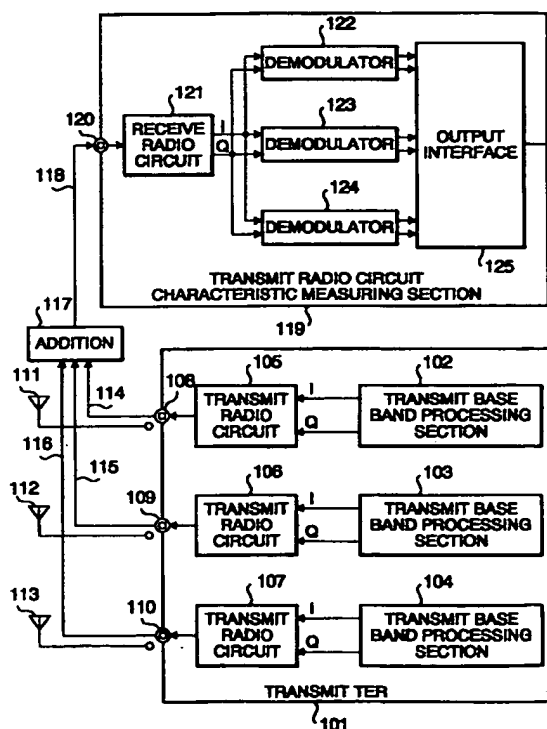 122
DEMODULATOR
121
120
RECEIVE
RADIO
CIRCUIT
I
Q
123
DEMODULATOR
OUTPUT
INTERFACE
118
124
DEMODULATOR
125
TRANSMIT RADIO CIRCUIT
CHARACTERISTIC MEASURING SECTION
119
117
ADDITION
111
114
108
105
TRANSMIT
RADIO
CIRCUIT
I
Q
102
TRANSMIT BASE
BAND PROCESSING
SECTION
116
115
112
109
106
TRANSMIT
RADIO
CIRCUIT
I
Q
103
TRANSMIT BASE
BAND PROCESSING
SECTION
113
110
107
TRANSMIT
RADIO
CIRCUIT
I
Q
104
TRANSMIT BASE
BAND PROCESSING
SECTION
TRANSMIT TER
101